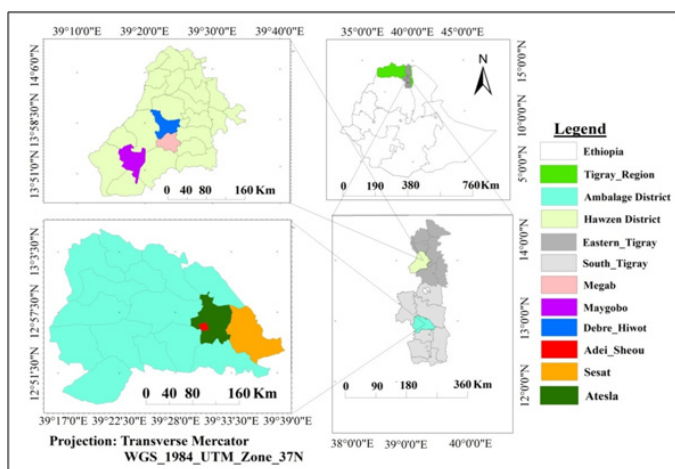 39°10'0"E 39°20'0"E 39°30'0"E 39°40'0"E
14°6'0"N
13°58'30"N
13°51'0"N
0 40 80 160 Km
35°0'0"E 40°0'0"E 45°0'0"E
N
15°0'0"N
10°0'0"N
5°0'0"N
0 190 380 760 Km
13°3'30"N
12°57'30"N
12°51'30"N
0 40 80 160 Km
39°17'0"E 39°22'30"E 39°28'0"E 39°33'30"E 39°39'0"E
14°0'0"N
13°0'0"N
12°0'0"N
0 90 180 360 Km
38°0'0"E 39°0'0"E 40°0'0"E
Legend
Ethiopia
Tigray_Region
Ambalage District
Hawzen District
Eastern_Tigray
South_Tigray
Megab
Maygobo
Debre_Hiwot
Adei_Sheou
Sesat
Atesla
Projection: Transverse Mercator
WGS_1984_UTM_Zone_37N